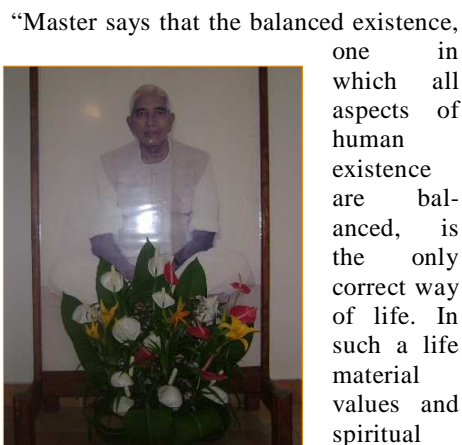 “Master says that the balanced existence,
one in
which all
aspects of
human
existence
are bal-
anced, is
the only
correct way
of life. In
such a life
material
values and
spiritual